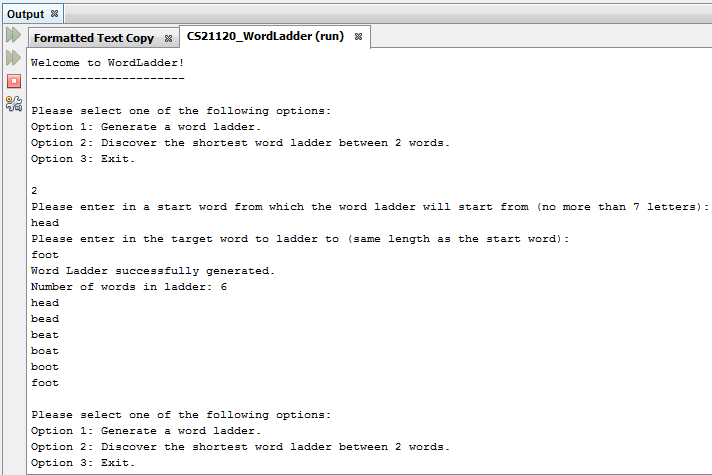 Output
Formatted Text Copy
CS21120_WordLadder (run)
Welcome to WordLadder!
----------------------
Please select one of the following options:
Option 1: Generate a word ladder.
Option 2: Discover the shortest word ladder between 2 words.
Option 3: Exit.
2
Please enter in a start word from which the word ladder will start from (no more than 7 letters):
head
Please enter in the target word to ladder to (same length as the start word):
foot
Word Ladder successfully generated.
Number of words in ladder: 6
head
bead
beat
boat
boot
foot
Please select one of the following options:
Option 1: Generate a word ladder.
Option 2: Discover the shortest word ladder between 2 words.
Option 3: Exit.